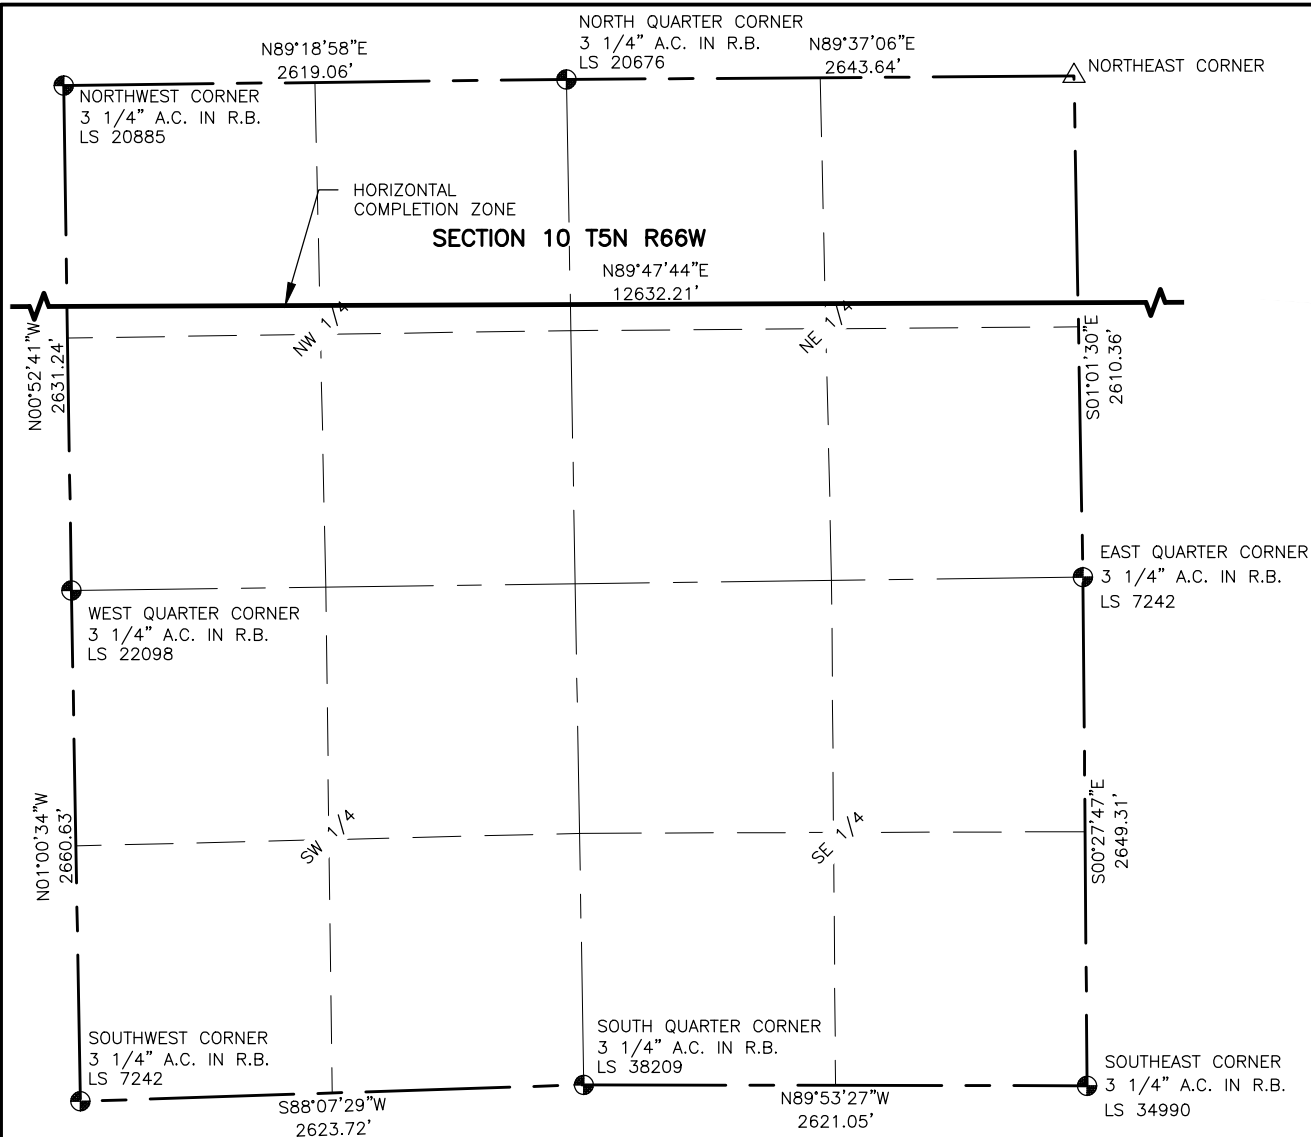 NORTH QUARTER CORNER
3 1/4" A.C. IN R.B.
LS 20676
N89°18'58"E
2619.06'
N89°37'06"E
2643.64'
NORTHEAST CORNER
NORTHWEST CORNER
3 1/4" A.C. IN R.B.
LS 20885
HORIZONTAL
COMPLETION ZONE
SECTION 10 T5N R66W
N89°47'44"E
12632.21'
NW 1/4
NE 1/4
N00°52'41"W
2631.24'
S01°01'30"E
2610.36'
EAST QUARTER CORNER
3 1/4" A.C. IN R.B.
LS 7242
WEST QUARTER CORNER
3 1/4" A.C. IN R.B.
LS 22098
N01°00'34"W
2660.63'
SW 1/4
SE 1/4
S00°27'47"E
2649.31'
SOUTHWEST CORNER
3 1/4" A.C. IN R.B.
LS 7242
SOUTH QUARTER CORNER
3 1/4" A.C. IN R.B.
LS 38209
SOUTHEAST CORNER
3 1/4" A.C. IN R.B.
LS 34990
S88°07'29"W
2623.72'
N89°53'27"W
2621.05'